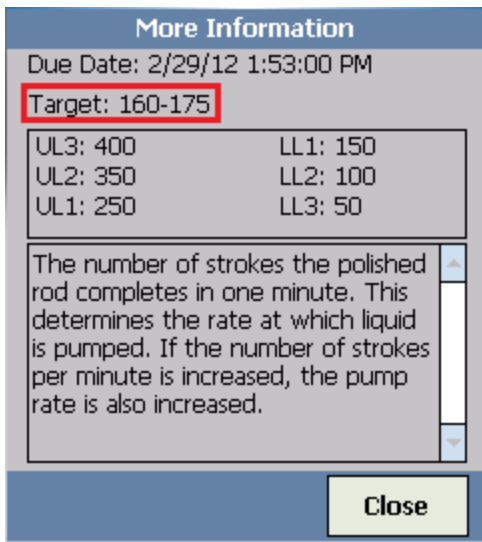 More Information
Due Date: 2/29/12 1:53:00 PM
Target: 160-175
UL3: 400 LL1: 150
UL2: 350 LL2: 100
UL1: 250 LL3: 50
The number of strokes the polished
rod completes in one minute. This
determines the rate at which liquid
is pumped. If the number of strokes
per minute is increased, the pump
rate is also increased.
Close